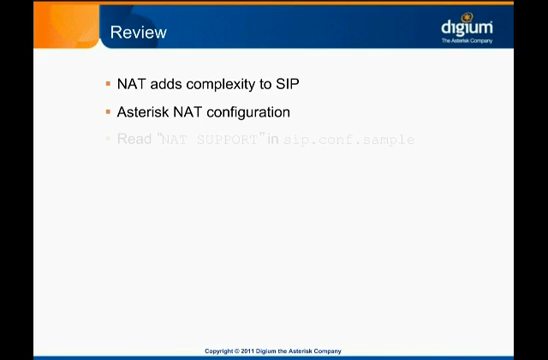 Review
digium
The Asterisk Company
NAT adds complexity to SIP
Asterisk NAT configuration
Read "NAT SUPPORT" in sip.conf.sample
Copyright © 2011 Digium the Asterisk Company